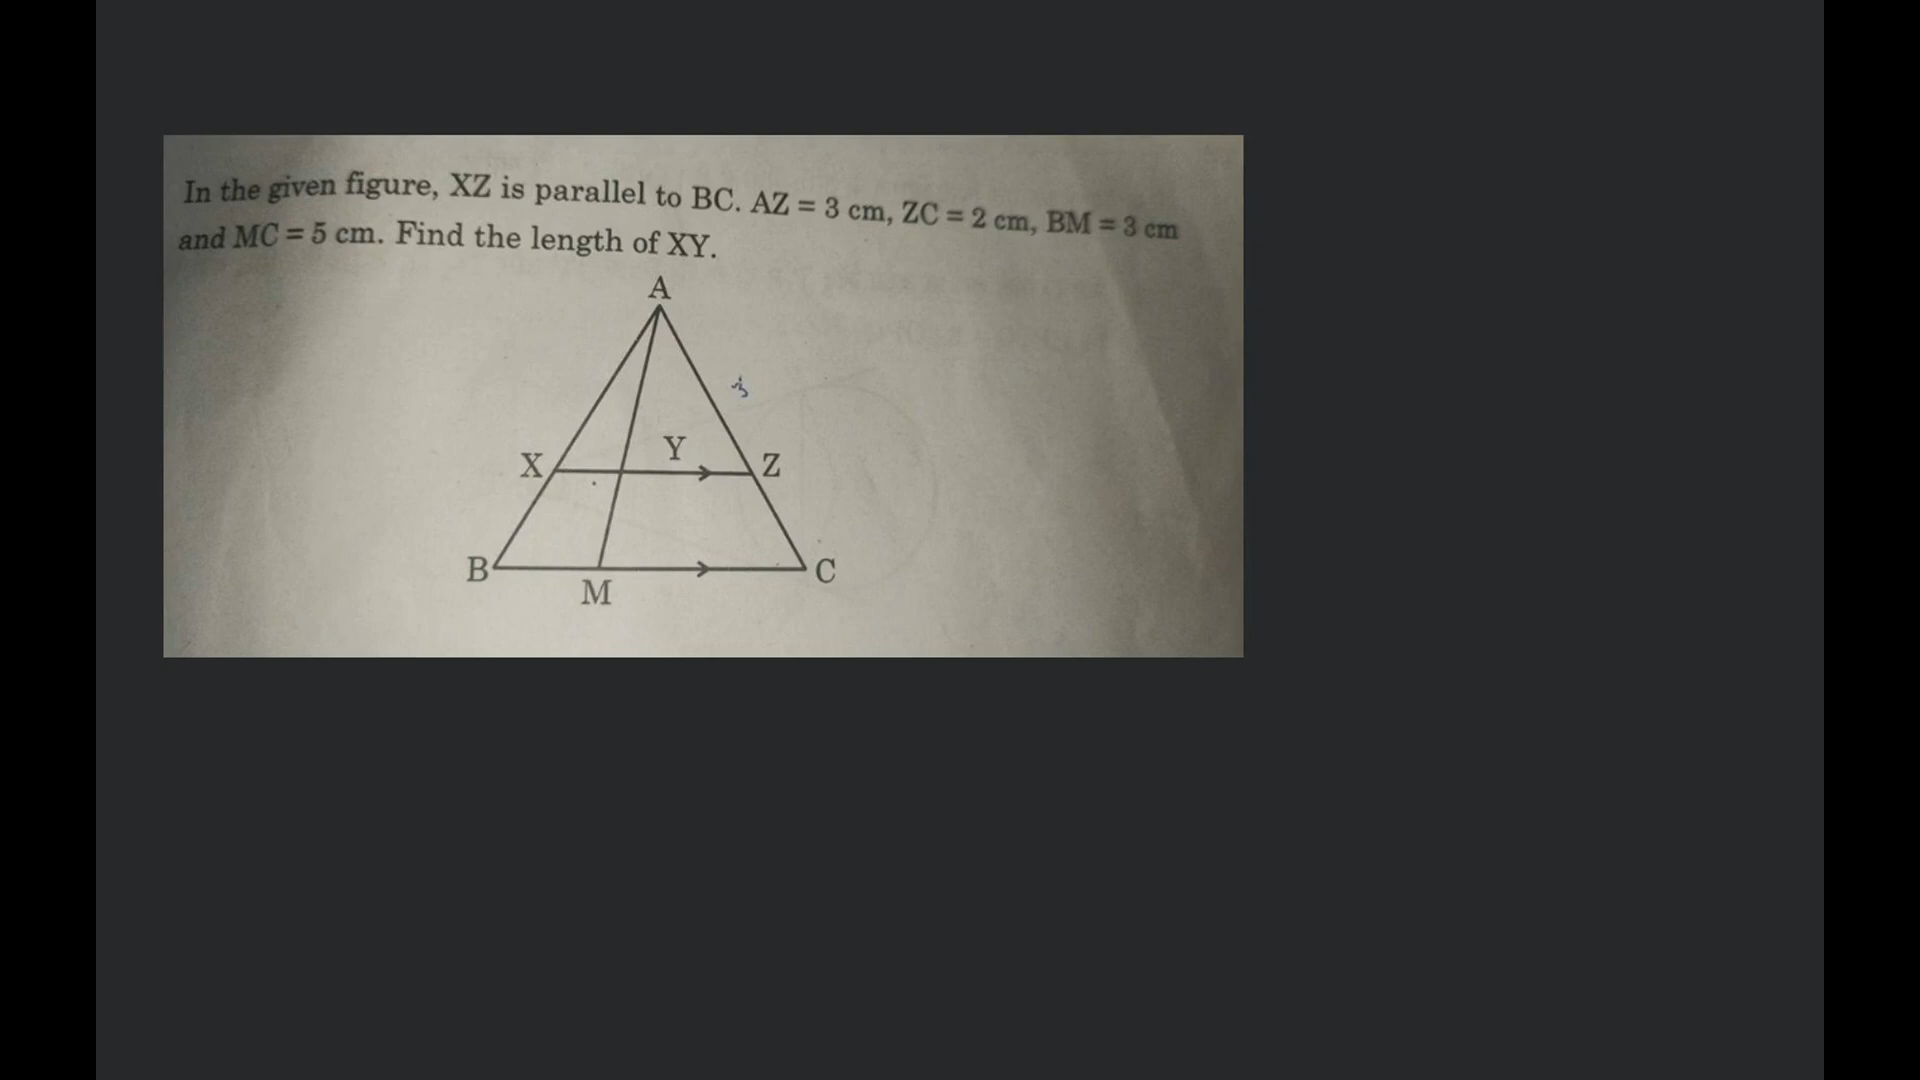 In the given figure, XZ is parallel to BC. AZ = 3 cm, ZC = 2 cm, BM = 3 cm
and MC = 5 cm. Find the length of XY.
A
Y
X
Z
B
M
C